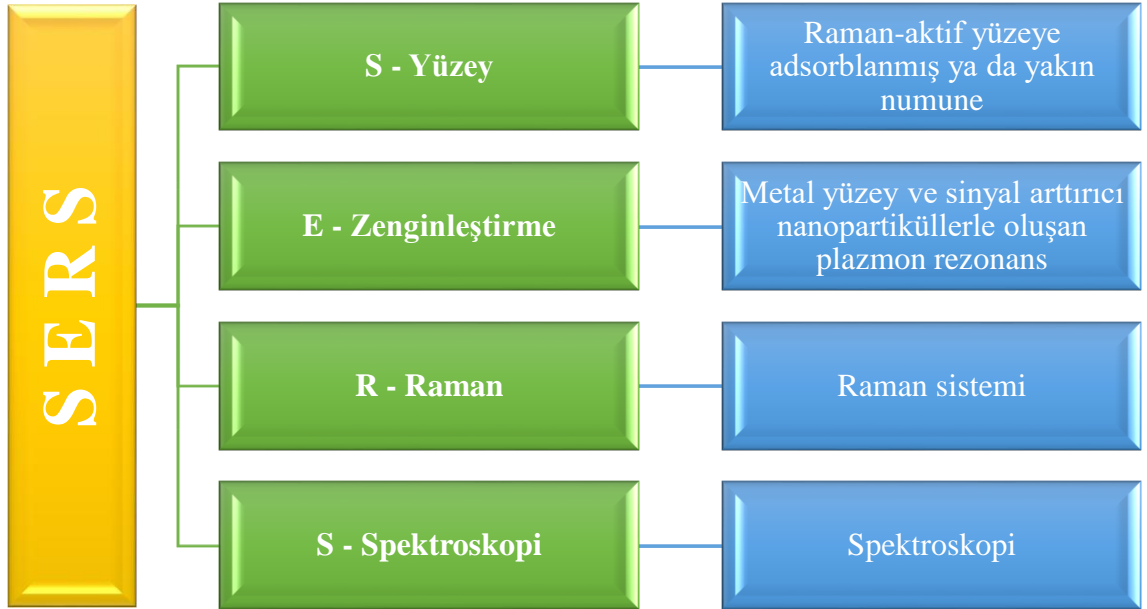 S E R S
S - Yüzey
Raman-aktif yüzeye
adsorblanmış ya da yakın
numune
E - Zenginleştirme
Metal yüzey ve sinyal arttırıcı
nanopartiküllerle oluşan
plazmon rezonans
R - Raman
Raman sistemi
S - Spektroskopi
Spektroskopi